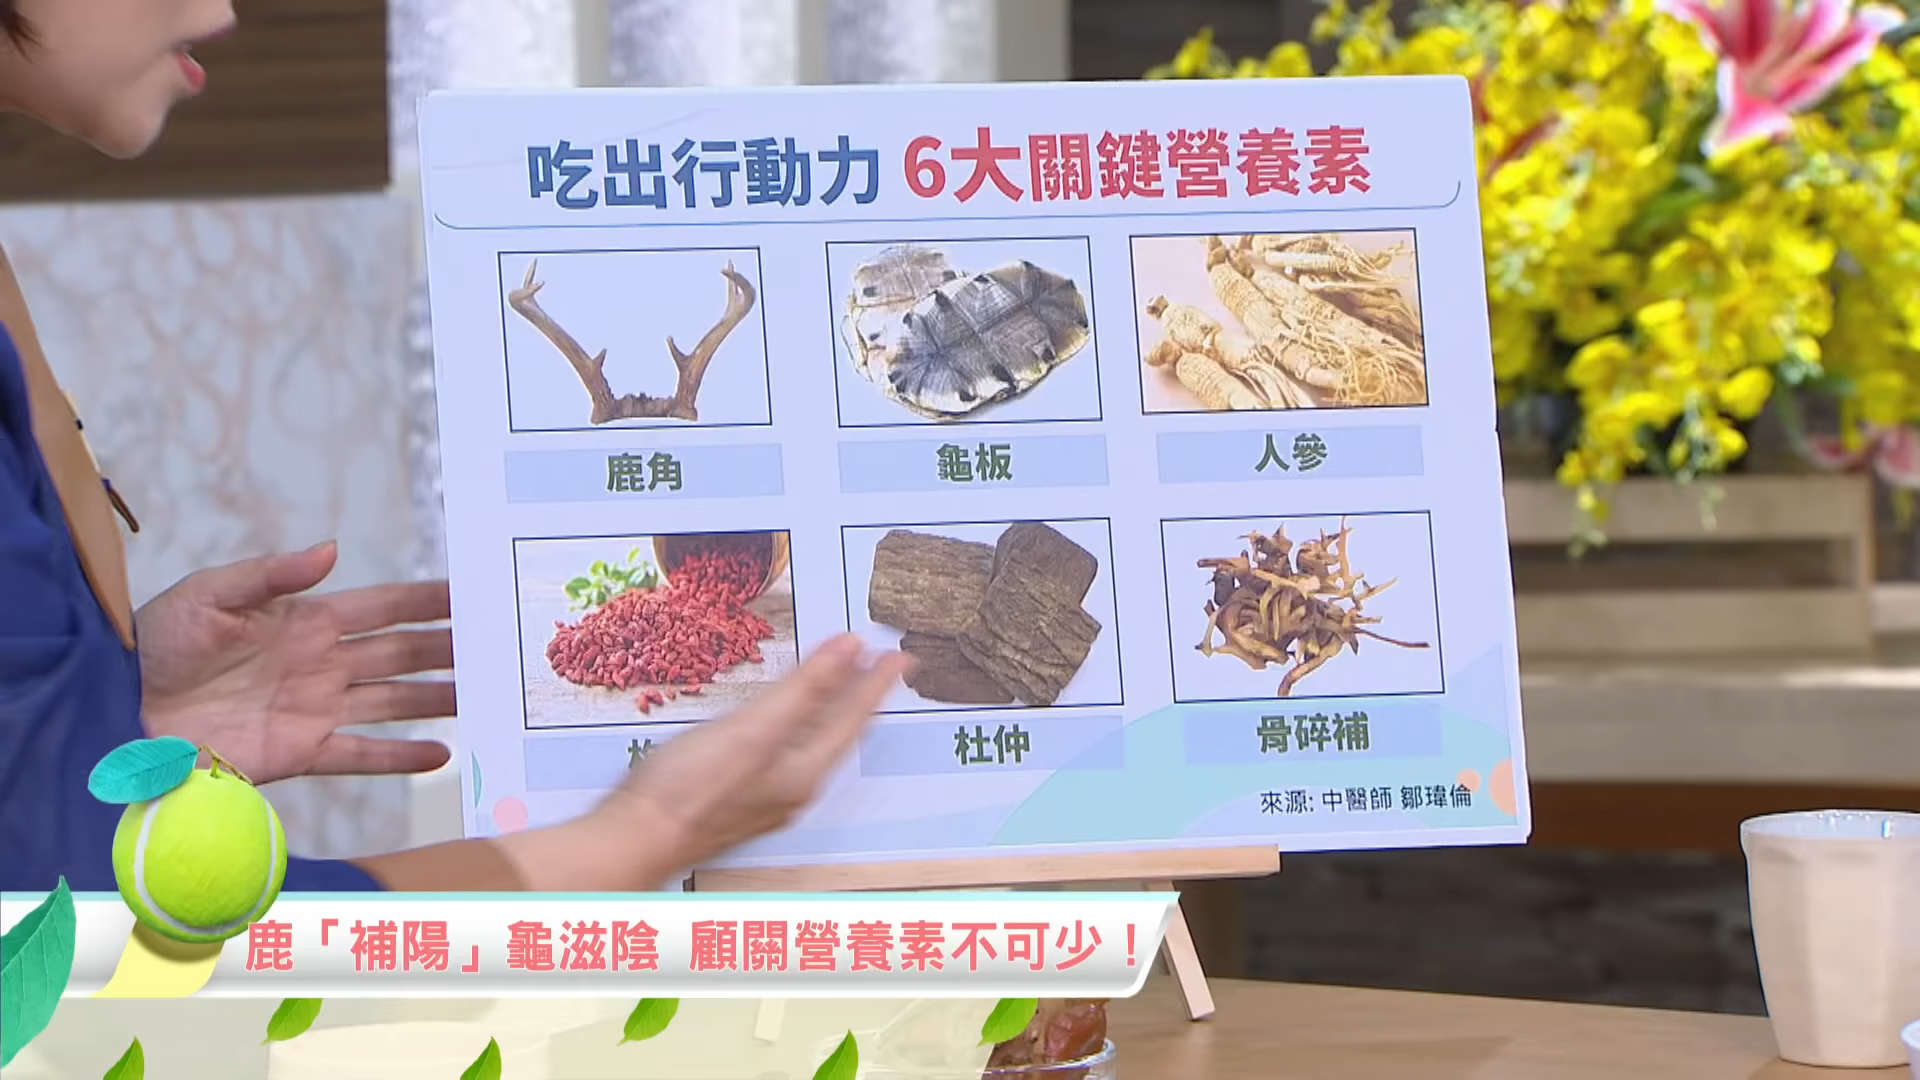 吃出行動力 6大關鍵營養素
鹿角
龜板
人參
杜仲
骨碎補
來源: 中醫師 鄒瑋倫
鹿「補陽」龜滋陰 顧關營養素不可少！